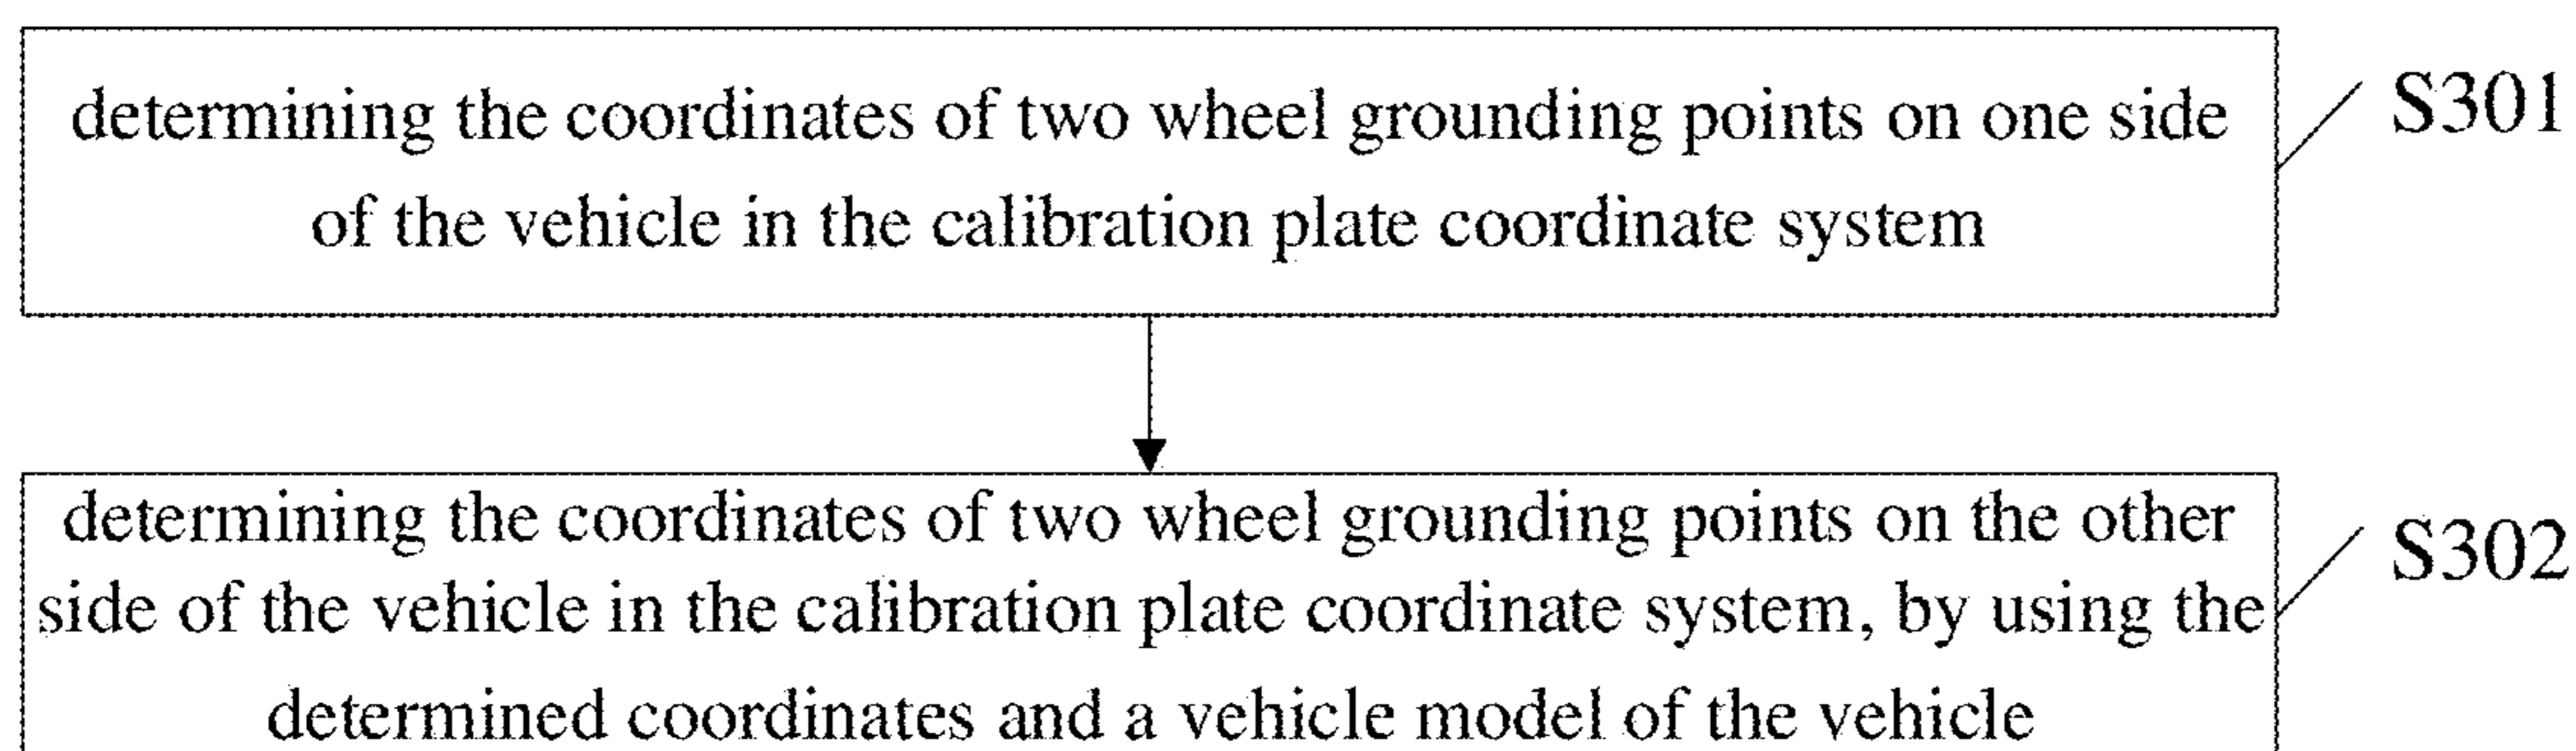 determining the coordinates of two wheel grounding points on one side
of the vehicle in the calibration plate coordinate system
S301
determining the coordinates of two wheel grounding points on the other
side of the vehicle in the calibration plate coordinate system, by using the
determined coordinates and a vehicle model of the vehicle
S302